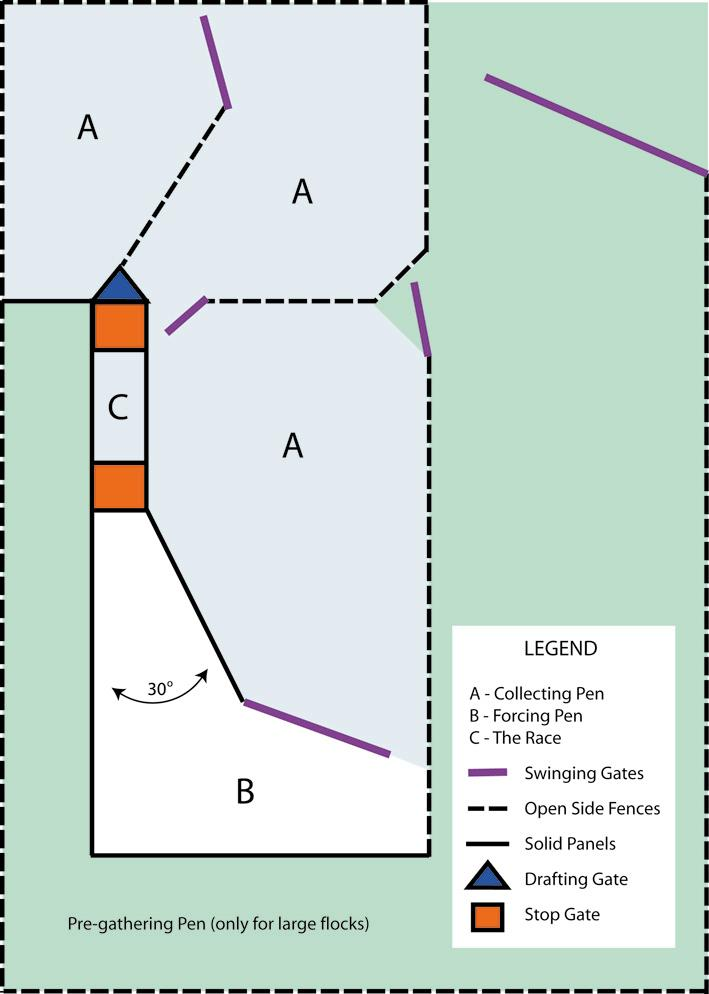 A
A
C
A
30°
B
Pre-gathering Pen (only for large flocks)
LEGEND
A - Collecting Pen
B - Forcing Pen
C - The Race
Swinging Gates
Open Side Fences
Solid Panels
Drafting Gate
Stop Gate